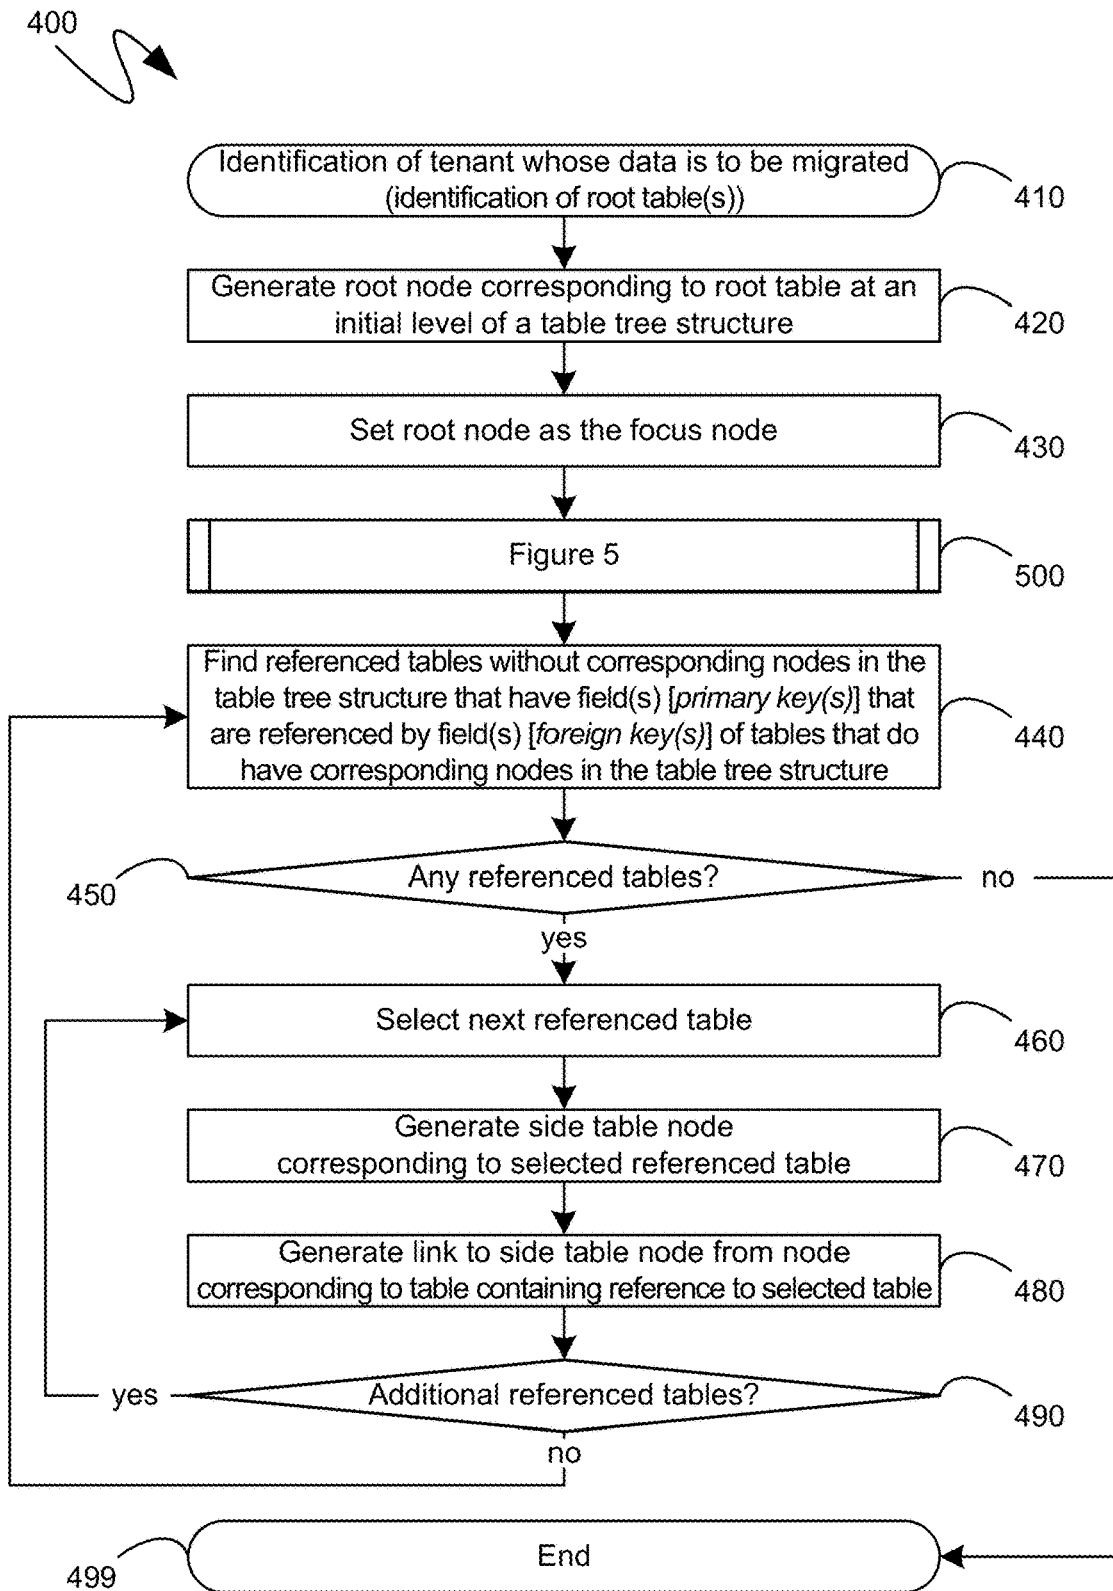 400
Identification of tenant whose data is to be migrated
(identification of root table(s))
410
Generate root node corresponding to root table at an
initial level of a table tree structure
420
Set root node as the focus node
430
Figure 5
500
Find referenced tables without corresponding nodes in the
table tree structure that have field(s) [primary key(s)] that
are referenced by field(s) [foreign key(s)] of tables that do
have corresponding nodes in the table tree structure
440
Any referenced tables?
no
450
yes
Select next referenced table
460
Generate side table node
corresponding to selected referenced table
470
Generate link to side table node from node
corresponding to table containing reference to selected table
480
yes
Additional referenced tables?
490
no
End
499